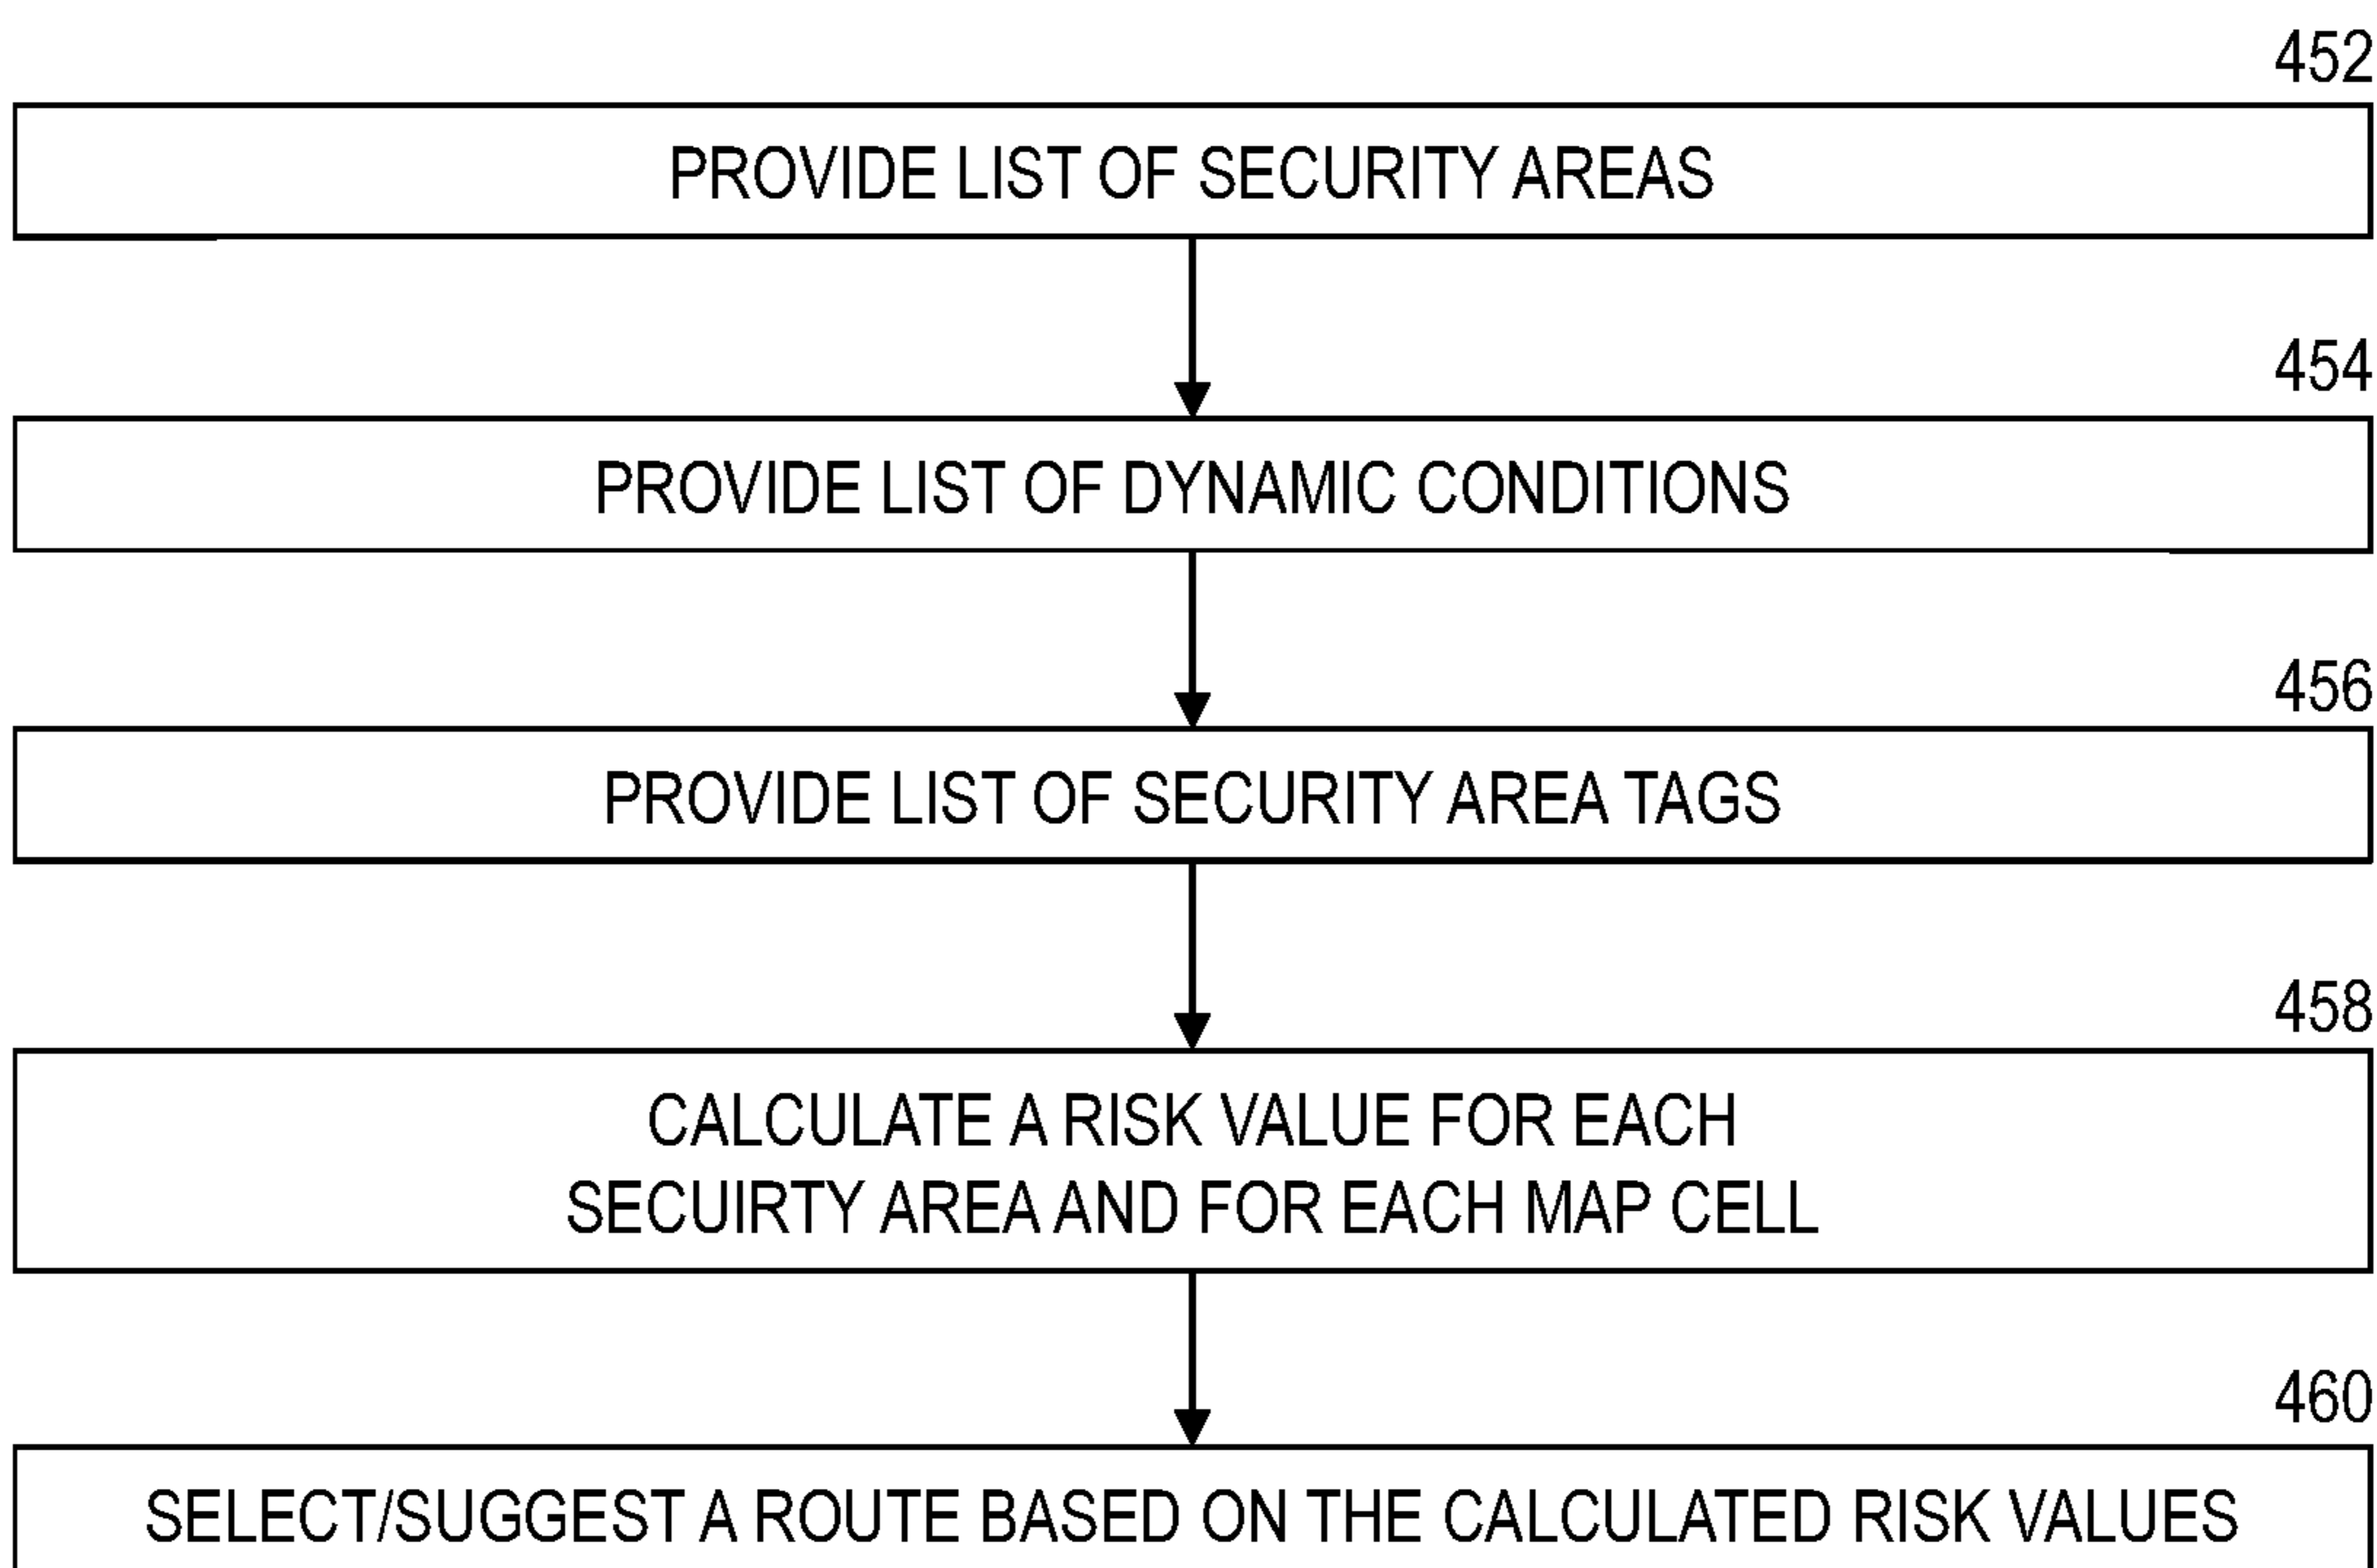 452
PROVIDE LIST OF SECURITY AREAS
454
PROVIDE LIST OF DYNAMIC CONDITIONS
456
PROVIDE LIST OF SECURITY AREA TAGS
458
CALCULATE A RISK VALUE FOR EACH
SECUIRTY AREA AND FOR EACH MAP CELL
460
SELECT/SUGGEST A ROUTE BASED ON THE CALCULATED RISK VALUES